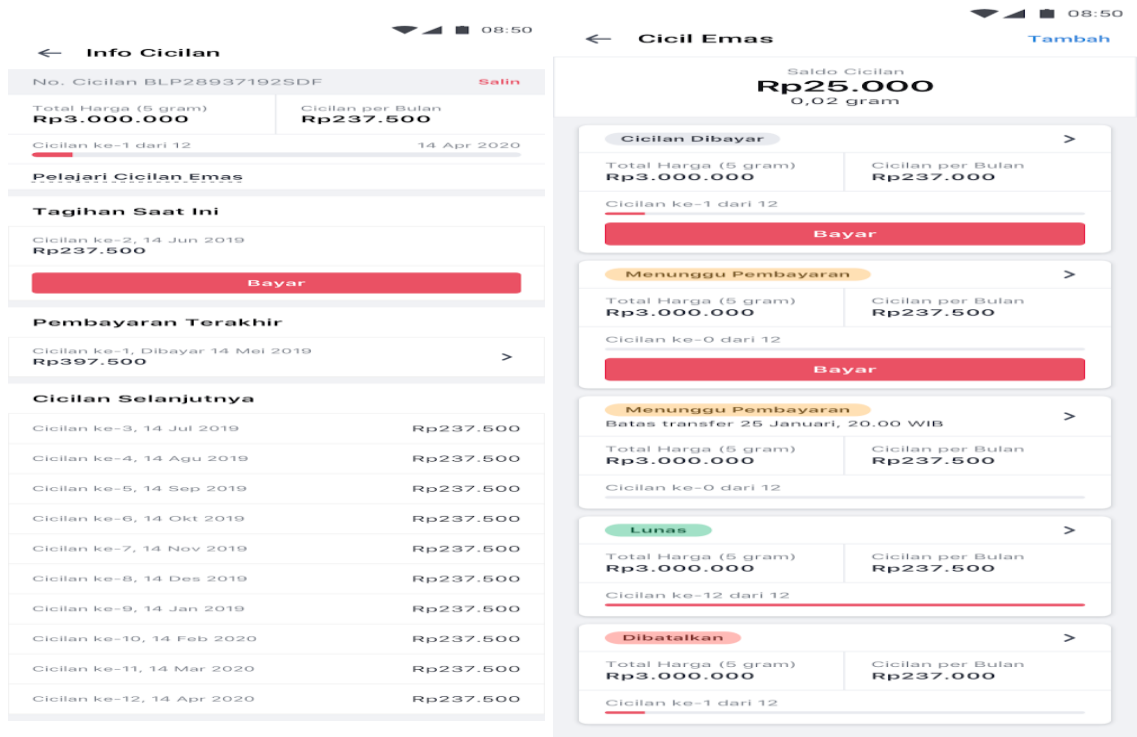 08:50
Info Cicilan
No. Cicilan BLP28937192SDF Salin
Total Harga (5 gram) Cicilan per Bulan
Rp3.000.000 Rp237.500
Cicilan ke-1 dari 12 14 Apr 2020
Pelajari Cicilan Emas
Tagihan Saat Ini
Cicilan ke-2, 14 Jun 2019
Rp237.500
Bayar
Pembayaran Terakhir
Cicilan ke-1, Dibayar 14 Mei 2019
Rp397.500
Cicilan Selanjutnya
Cicilan ke-3, 14 Jul 2019 Rp237.500
Cicilan ke-4, 14 Agu 2019 Rp237.500
Cicilan ke-5, 14 Sep 2019 Rp237.500
Cicilan ke-6, 14 Okt 2019 Rp237.500
Cicilan ke-7, 14 Nov 2019 Rp237.500
Cicilan ke-8, 14 Des 2019 Rp237.500
Cicilan ke-9, 14 Jan 2019 Rp237.500
Cicilan ke-10, 14 Feb 2020 Rp237.500
Cicilan ke-11, 14 Mar 2020 Rp237.500
Cicilan ke-12, 14 Apr 2020 Rp237.500
08:50
Cicil Emas Tambah
Saldo Cicilan
Rp25.000
0,02 gram
Cicilan Dibayar
Total Harga (5 gram) Cicilan per Bulan
Rp3.000.000 Rp237.000
Cicilan ke-1 dari 12
Bayar
Menunggu Pembayaran
Total Harga (5 gram) Cicilan per Bulan
Rp3.000.000 Rp237.500
Cicilan ke-0 dari 12
Bayar
Menunggu Pembayaran
Batas transfer 25 Januari, 20.00 WIB
Total Harga (5 gram) Cicilan per Bulan
Rp3.000.000 Rp237.500
Cicilan ke-0 dari 12
Lunas
Total Harga (5 gram) Cicilan per Bulan
Rp3.000.000 Rp237.500
Cicilan ke-12 dari 12
Dibatalkan
Total Harga (5 gram) Cicilan per Bulan
Rp3.000.000 Rp237.000
Cicilan ke-1 dari 12